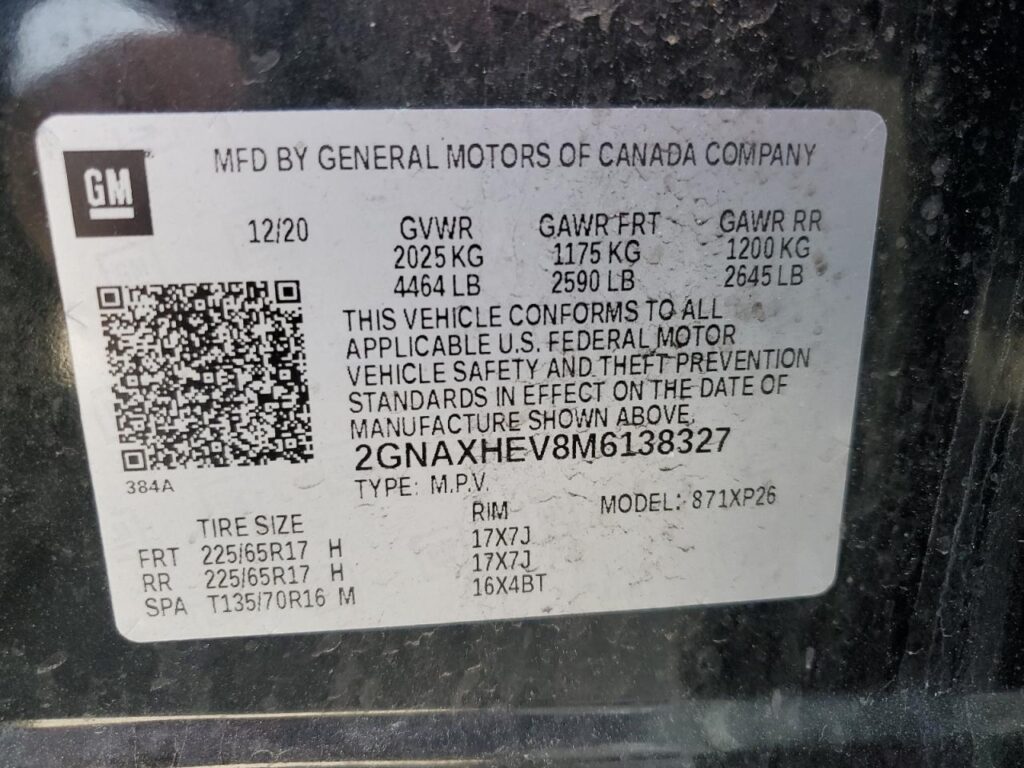 GM
MFD BY GENERAL MOTORS OF CANADA COMPANY
12/20 GVWR GAWR FRT GAWR RR
2025 KG 1175 KG 1200 KG
4464 LB 2590 LB 2645 LB
THIS VEHICLE CONFORMS TO ALL
APPLICABLE U.S. FEDERAL MOTOR
VEHICLE SAFETY AND THEFT PREVENTION
STANDARDS IN EFFECT ON THE DATE OF
MANUFACTURE SHOWN ABOVE.
2GNAXHEV8M6138327
384A
TYPE: M.P.V. MODEL: 871XP26
TIRE SIZE RIM
FRT 225/65R17 H 17X7J
RR 225/65R17 H 17X7J
SPA T135/70R16 M 16X4BT